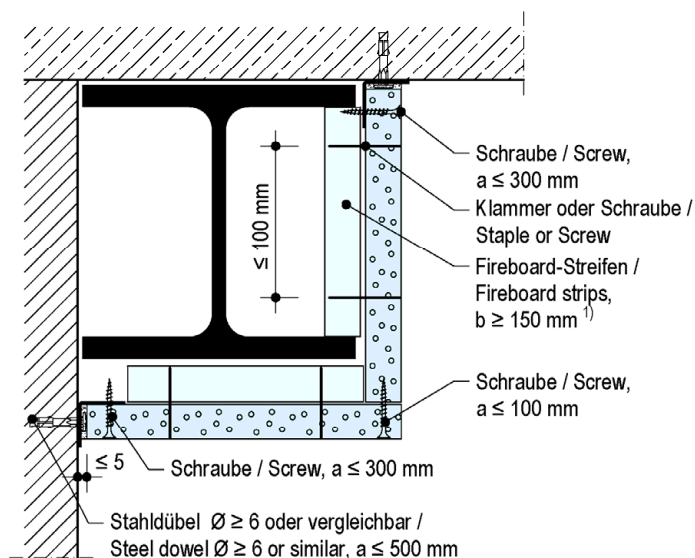 Schraube / Screw,
a ≤ 300 mm
Klammer oder Schraube /
Staple or Screw
Fireboard-Streifen /
Fireboard strips,
b ≥ 150 mm 1)
≤ 100 mm
Schraube / Screw,
a ≤ 100 mm
≤ 5
Schraube / Screw, a ≤ 300 mm
Stahldübel Ø ≥ 6 oder vergleichbar /
Steel dowel Ø ≥ 6 or similar, a ≤ 500 mm